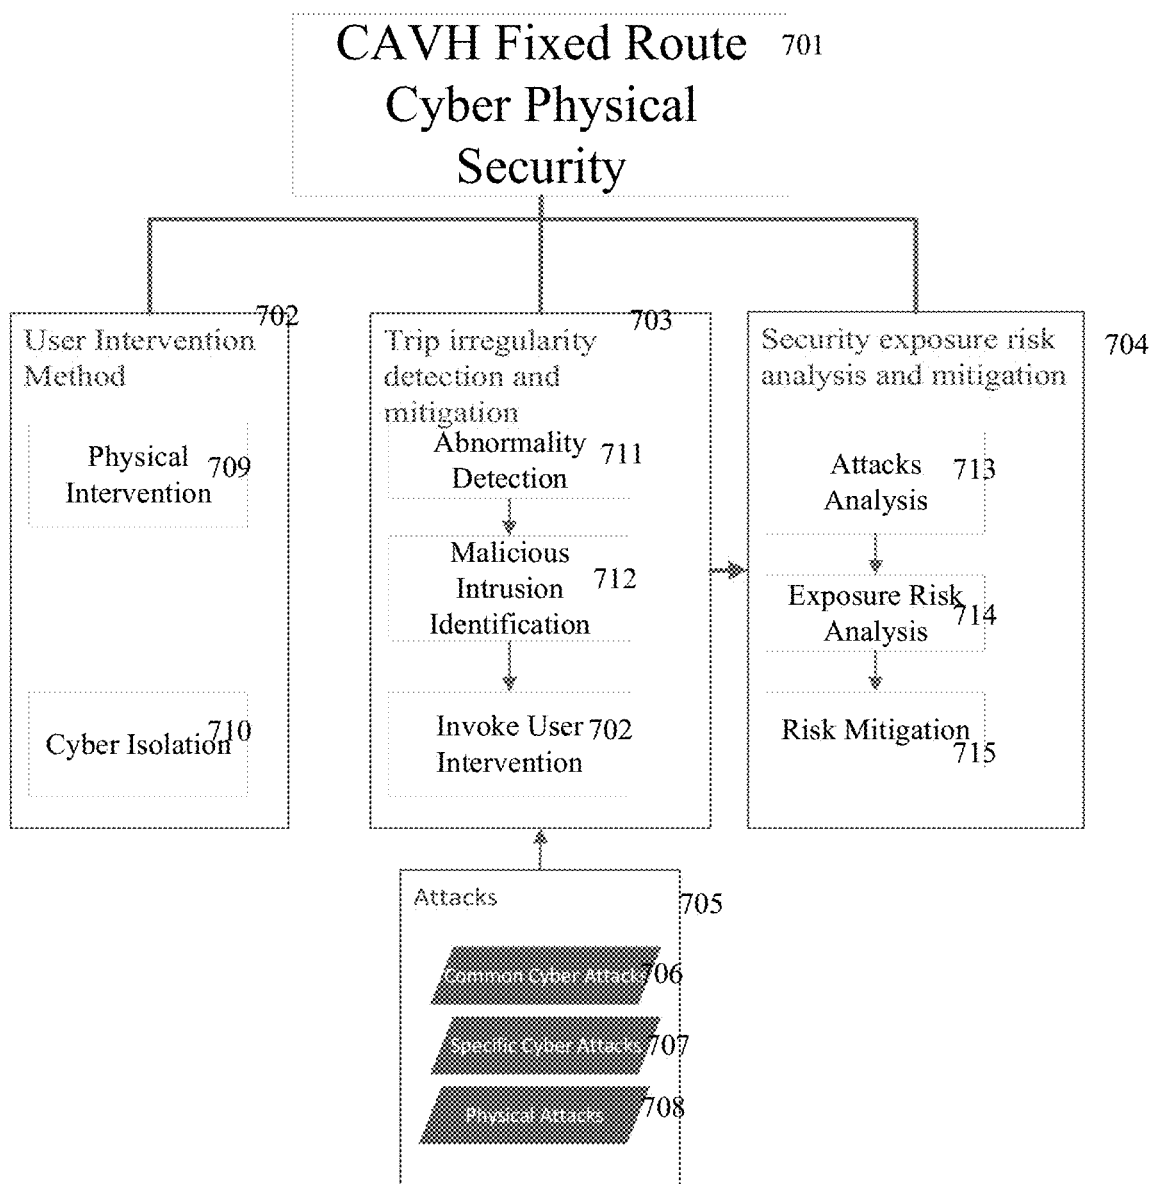 CAVH Fixed Route 701
Cyber Physical
Security
702
User Intervention
Method
Physical 709
Intervention
710
Cyber Isolation
703
Trip irregularity
detection and
mitigation
Abnormality 711
Detection
Malicious
Intrusion 712
Identification
Invoke User 702
Intervention
704
Security exposure risk
analysis and mitigation
Attacks 713
Analysis
Exposure Risk
714
Analysis
Risk Mitigation
715
Attacks 705
Common Cyber Attacks 706
Specific Cyber Attacks 707
Physical Attacks 708